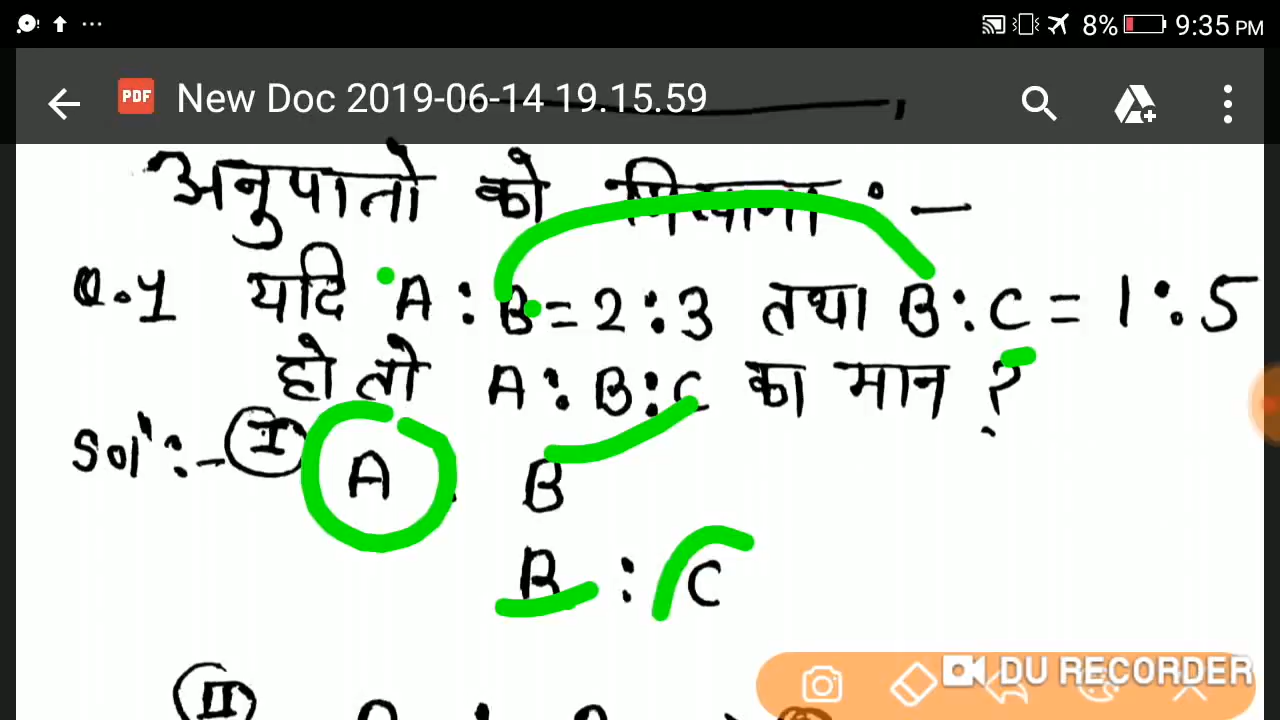 8% 9:35 PM
PDF New Doc 2019-06-14 19.15.59
अनुपातो को :-
Q.1 यदि A : B = 2 : 3 तथा B : C = 1 : 5
हो तो A : B : C का मान ?
Sol" :- I A : B
B : C
II
DU RECORDER